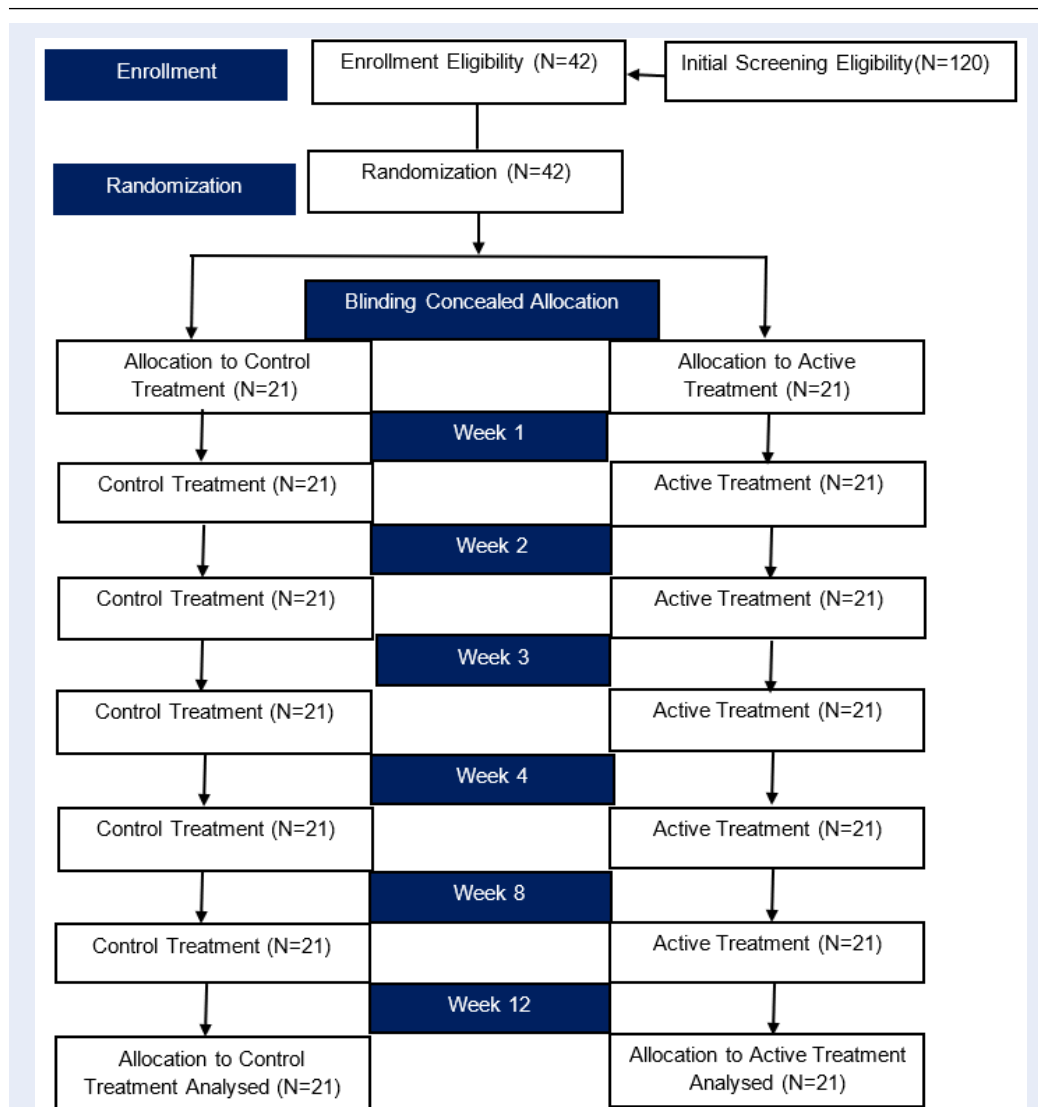 Enrollment
Enrollment Eligibility (N=42)
Initial Screening Eligibility(N=120)
Randomization
Randomization (N=42)
Blinding Concealed Allocation
Allocation to Control
Treatment (N=21)
Allocation to Active
Treatment (N=21)
Week 1
Control Treatment (N=21)
Active Treatment (N=21)
Week 2
Control Treatment (N=21)
Active Treatment (N=21)
Week 3
Control Treatment (N=21)
Active Treatment (N=21)
Week 4
Control Treatment (N=21)
Active Treatment (N=21)
Week 8
Control Treatment (N=21)
Active Treatment (N=21)
Week 12
Allocation to Control
Treatment Analysed (N=21)
Allocation to Active Treatment
Analysed (N=21)